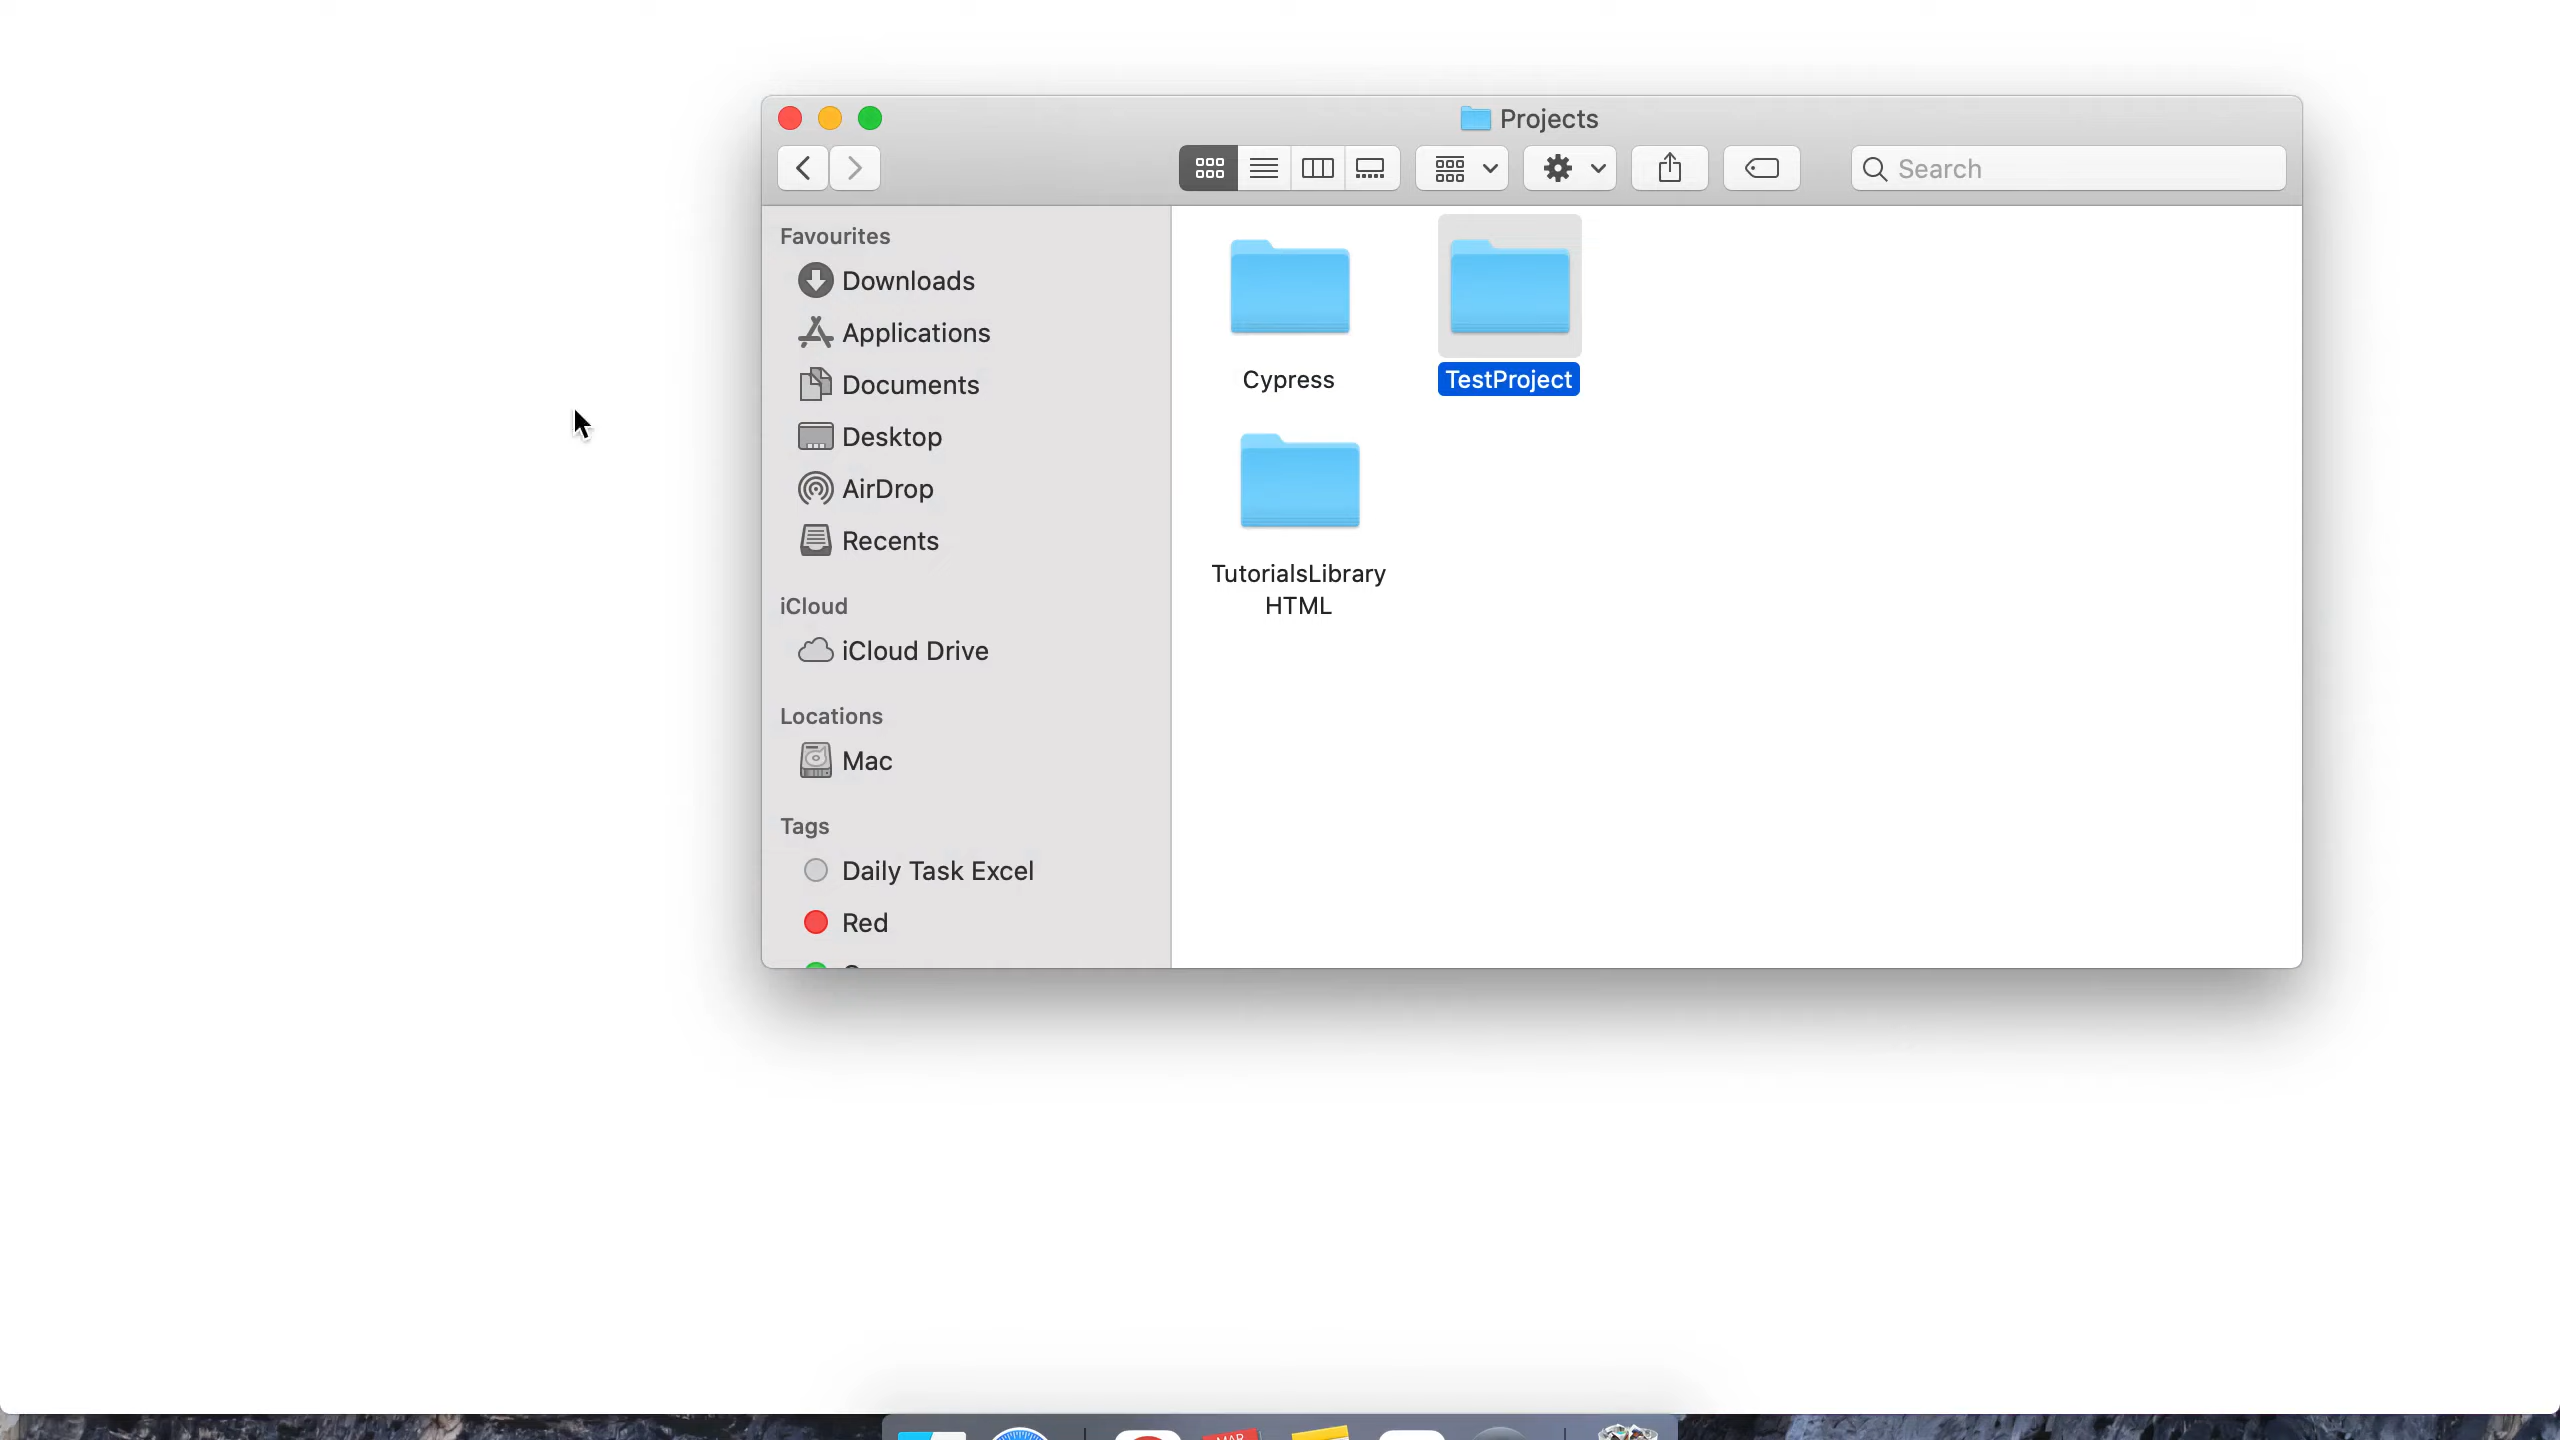 Projects
Search
Favourites
Downloads
Applications
Documents
Desktop
AirDrop
Recents
iCloud
iCloud Drive
Locations
Mac
Tags
Daily Task Excel
Red
Cypress
TestProject
TutorialsLibrary
HTML
MAR